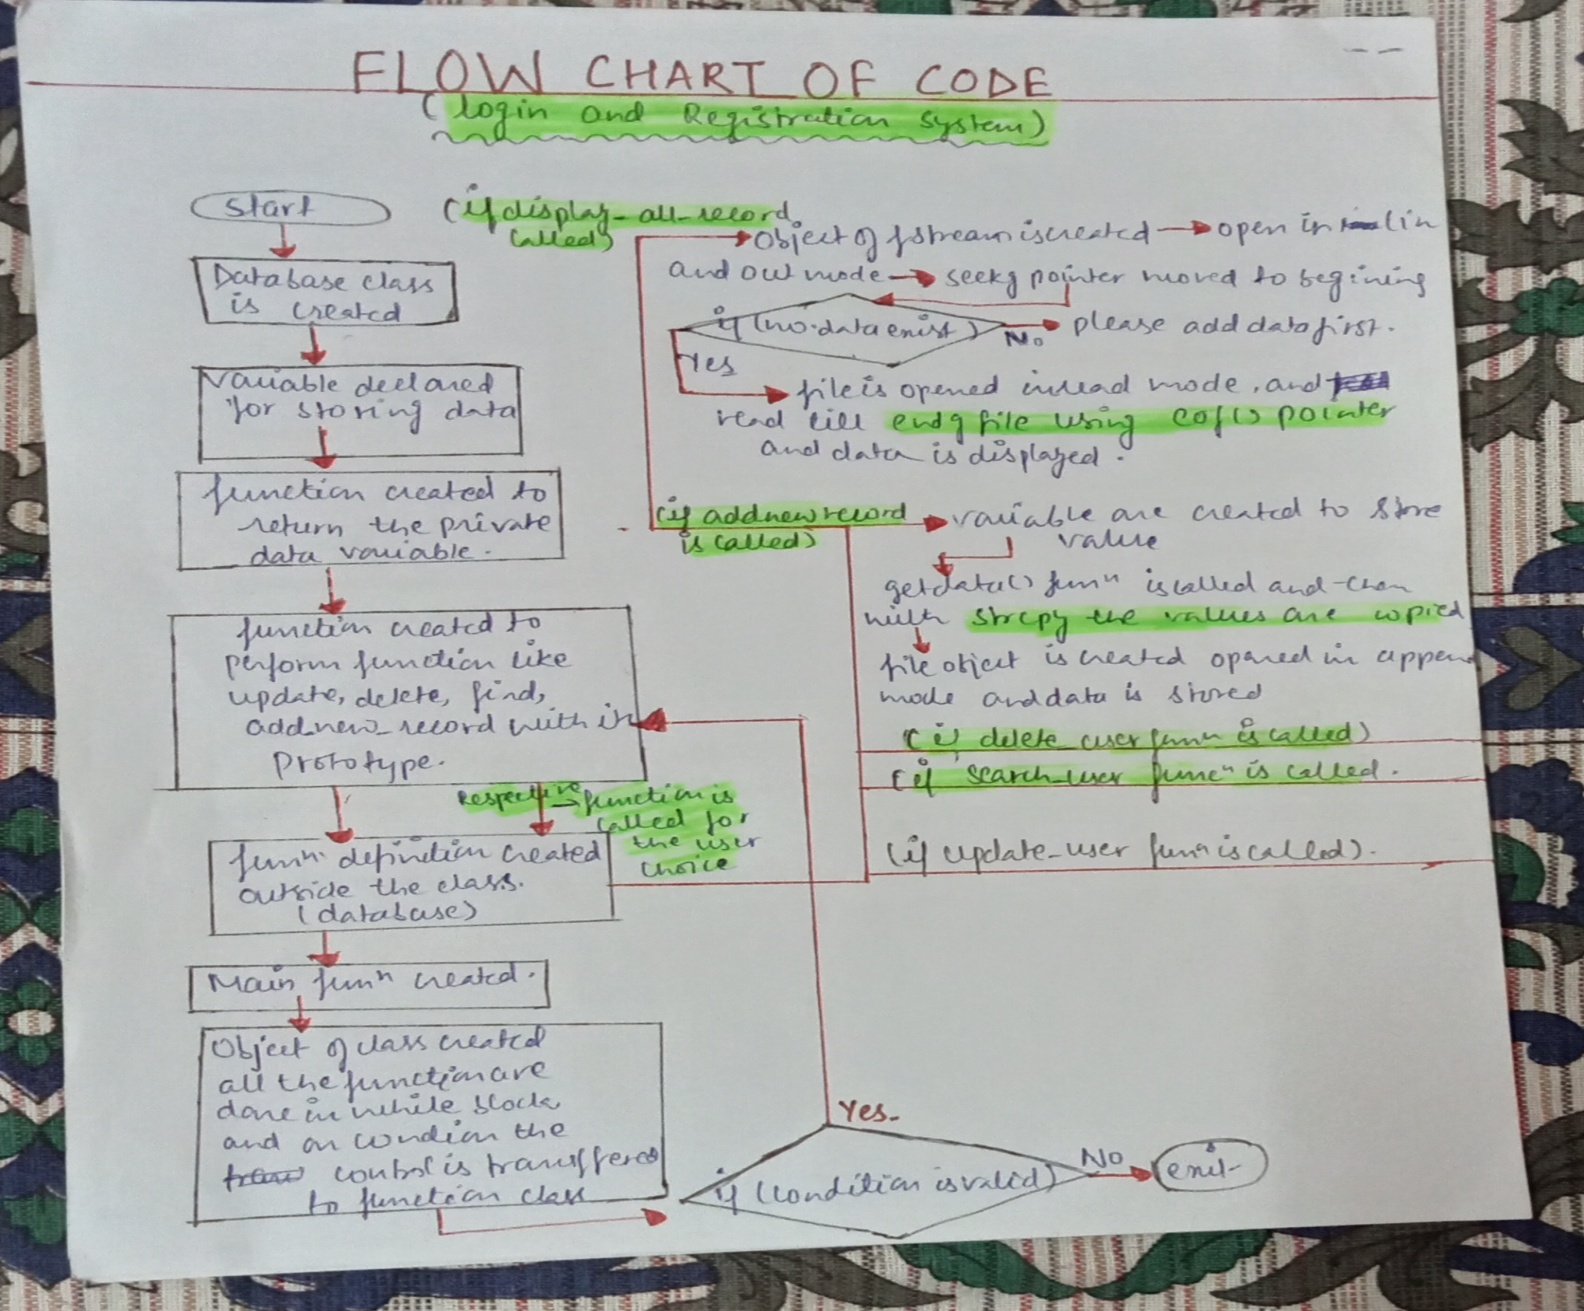 FLOW CHART OF CODE
(login and Registration System)
Start
Database class
is created
Variable declared
for storing data
function created to
return the private
data variable.
function created to
perform function like
update, delete, find,
add_new_record with in
Prototype.
Respective function is
called for
the user
choice
funⁿ definition created
outside the class.
(database)
Main funⁿ created.
Object of class created
all the function are
done in while block
and on condion the
control is transffered
to function class
if (condition is valid)
Yes.
No
exit
(if display_all_record
called)
Object of fstream is created → open in (in
and out mode → seekg pointer moved to begining
if (no.data exist)
No
please add data first.
Yes
file is opened in read mode, and
read till end of file using eof() pointer
and data is displayed.
(if addnewrecord
is called)
variable are created to store
value
getdata() funⁿ is called and then
with strcpy the values are copied
file object is created opened in appen
mode and data is stored
(if delete_user funⁿ is called)
(if search_user funcⁿ is called.
(if update_user funⁿ is called).